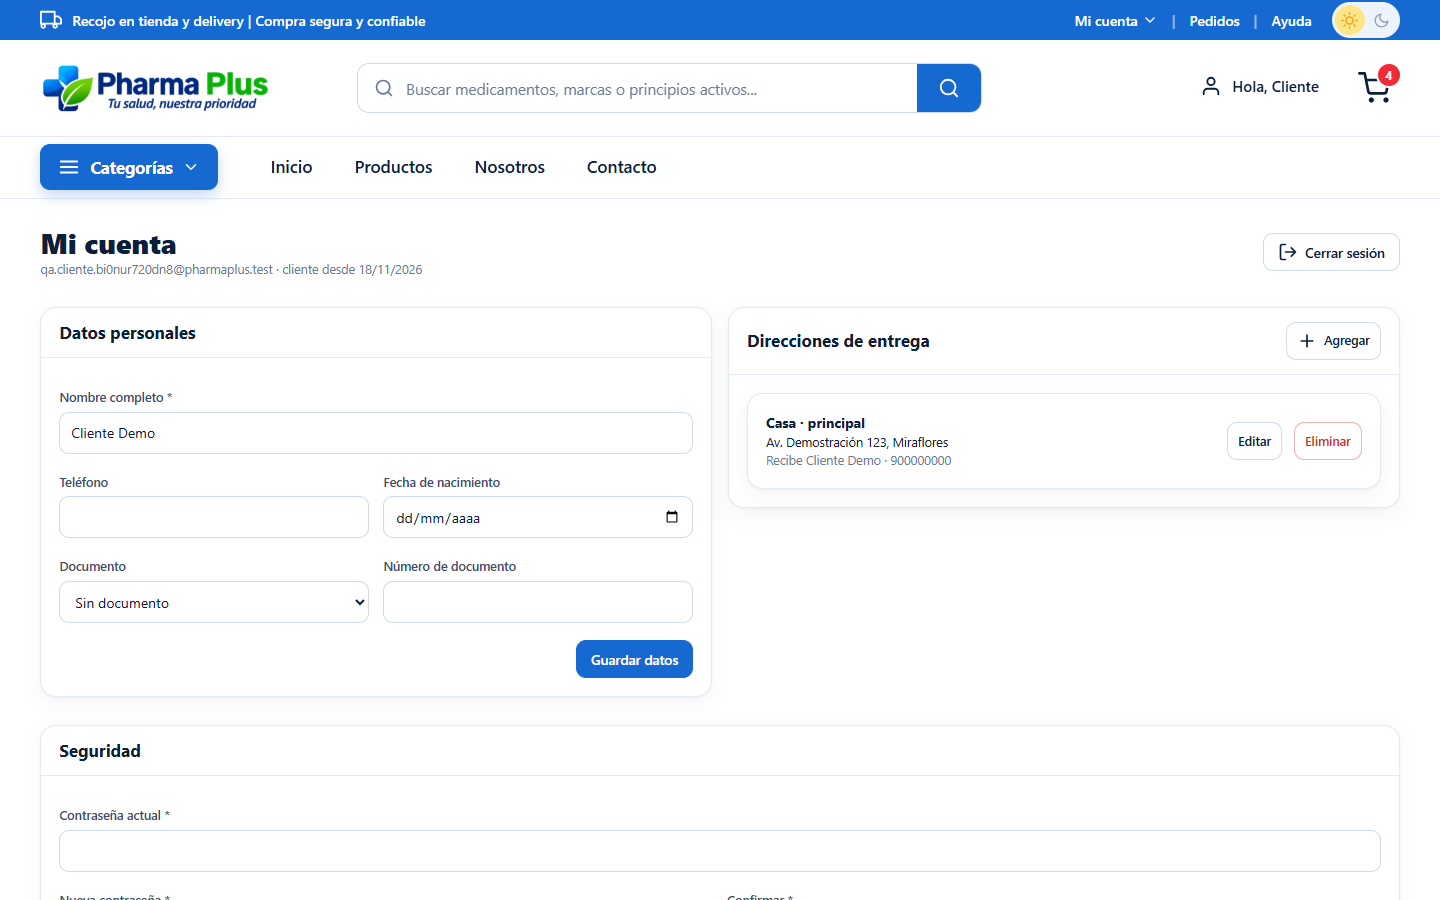 Recojo en tienda y delivery | Compra segura y confiable
Mi cuenta | Pedidos | Ayuda
Pharma Plus
Tu salud, nuestra prioridad
Buscar medicamentos, marcas o principios activos...
Hola, Cliente
4
Categorías
Inicio
Productos
Nosotros
Contacto
Mi cuenta
qa.cliente.bi0nur720dn8@pharmaplus.test · cliente desde 18/11/2026
Cerrar sesión
Datos personales
Nombre completo *
Cliente Demo
Teléfono
Fecha de nacimiento
dd/mm/aaaa
Documento
Número de documento
Sin documento
Guardar datos
Direcciones de entrega
Agregar
Casa · principal
Av. Demostración 123, Miraflores
Recibe Cliente Demo · 900000000
Editar
Eliminar
Seguridad
Contraseña actual *
Nueva contraseña *
Confirmar *